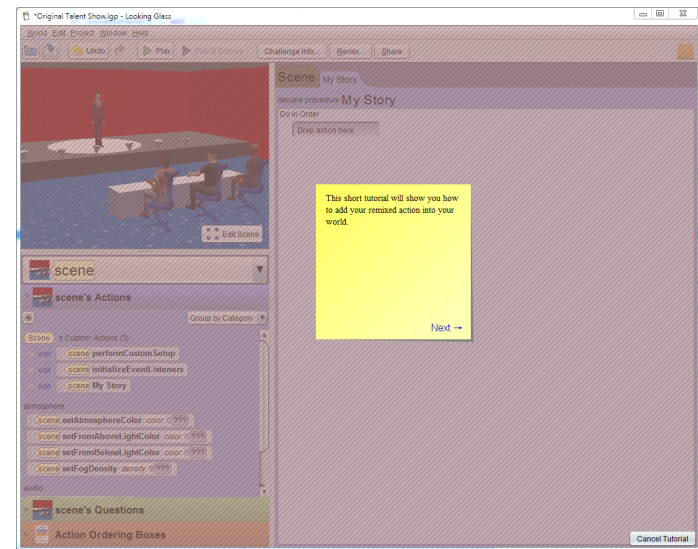 *Original Talent Show.lgp - Looking Glass
World Edit Project Window Help
Undo Play Play & Explore Challenge Info... Remix... Share
Scene My Story
declare procedure My Story
Do in Order
Drop action here.
This short tutorial will show you how
to add your remixed action into your
world.
Next →
Edit Scene
scene
scene's Actions
Group by Category
Scene 's Custom Actions (3)
edit scene performCustomSetup
edit scene initializeEventListeners
edit scene My Story
atmosphere
scene setAtmosphereColor color: ???
scene setFromAboveLightColor color: ???
scene setFromBelowLightColor color: ???
scene setFogDensity density: ???
audio
scene's Questions
Action Ordering Boxes
Cancel Tutorial